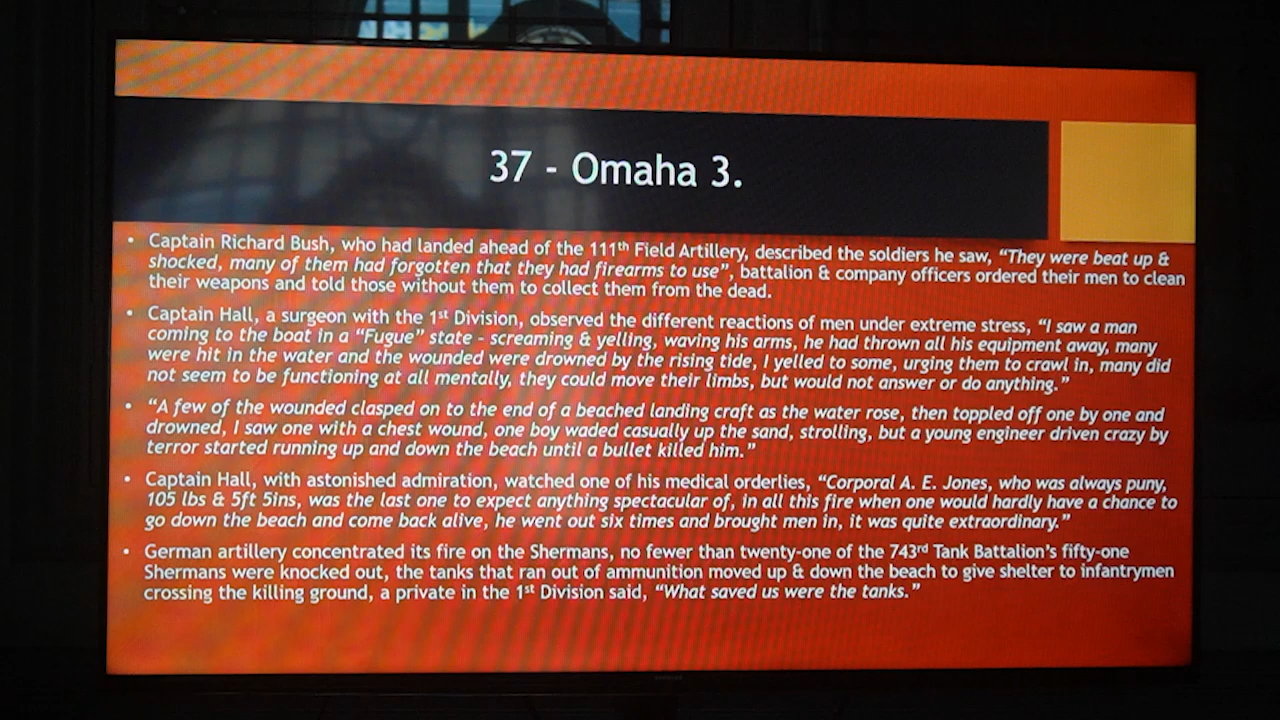 37 - Omaha 3.
• Captain Richard Bush, who had landed ahead of the 111th Field Artillery, described the soldiers he saw, “They were beat up &
shocked, many of them had forgotten that they had firearms to use”, battalion & company officers ordered their men to clean
their weapons and told those without them to collect them from the dead.
• Captain Hall, a surgeon with the 1st Division, observed the different reactions of men under extreme stress, “I saw a man
coming to the boat in a “Fugue” state - screaming & yelling, waving his arms, he had thrown all his equipment away, many
were hit in the water and the wounded were drowned by the rising tide, I yelled to some, urging them to crawl in, many did
not seem to be functioning at all mentally, they could move their limbs, but would not answer or do anything.”
• “A few of the wounded clasped on to the end of a beached landing craft as the water rose, then toppled off one by one and
drowned, I saw one with a chest wound, one boy waded casually up the sand, strolling, but a young engineer driven crazy by
terror started running up and down the beach until a bullet killed him.”
• Captain Hall, with astonished admiration, watched one of his medical orderlies, “Corporal A. E. Jones, who was always puny,
105 lbs & 5ft 5ins, was the last one to expect anything spectacular of, in all this fire when one would hardly have a chance to
go down the beach and come back alive, he went out six times and brought men in, it was quite extraordinary.”
• German artillery concentrated its fire on the Shermans, no fewer than twenty-one of the 743rd Tank Battalion’s fifty-one
Shermans were knocked out, the tanks that ran out of ammunition moved up & down the beach to give shelter to infantrymen
crossing the killing ground, a private in the 1st Division said, “What saved us were the tanks.”